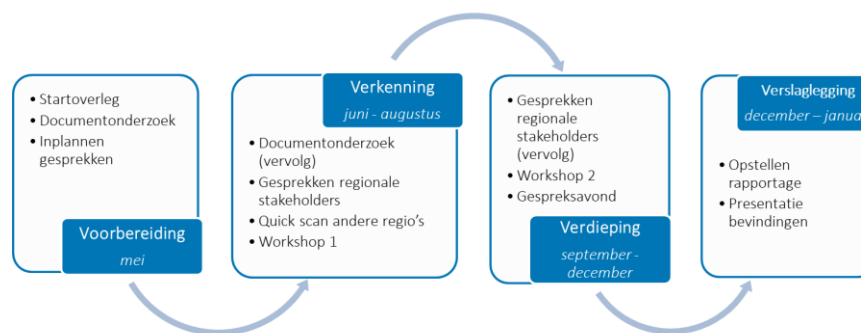 • Startoverleg
• Documentonderzoek
• Inplannen
gesprekken
Voorbereiding
mei
Verkenning
juni - augustus
• Documentonderzoek
(vervolg)
• Gesprekken regionale
stakeholders
• Quick scan andere regio's
• Workshop 1
• Gesprekken
regionale
stakeholders
(vervolg)
• Workshop 2
• Gespreksavond
Verdieping
september -
december
Verslaglegging
december – janua
• Opstellen
rapportage
• Presentatie
bevindingen